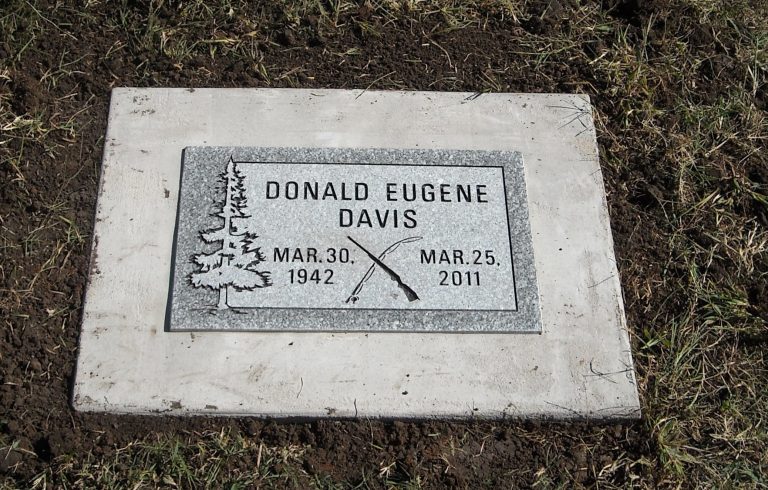 DONALD EUGENE
DAVIS
MAR. 30, MAR. 25,
1942 2011